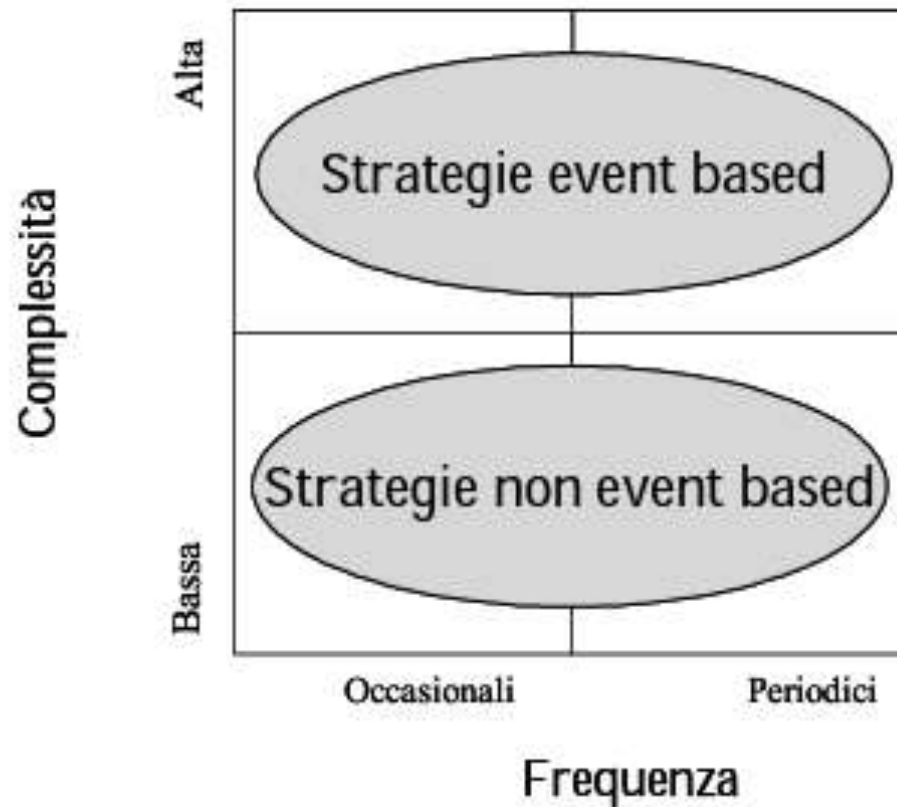 Complessità
Alta
Strategie event based
Strategie non event based
Bassa
Occasionali
Periodici
Frequenza